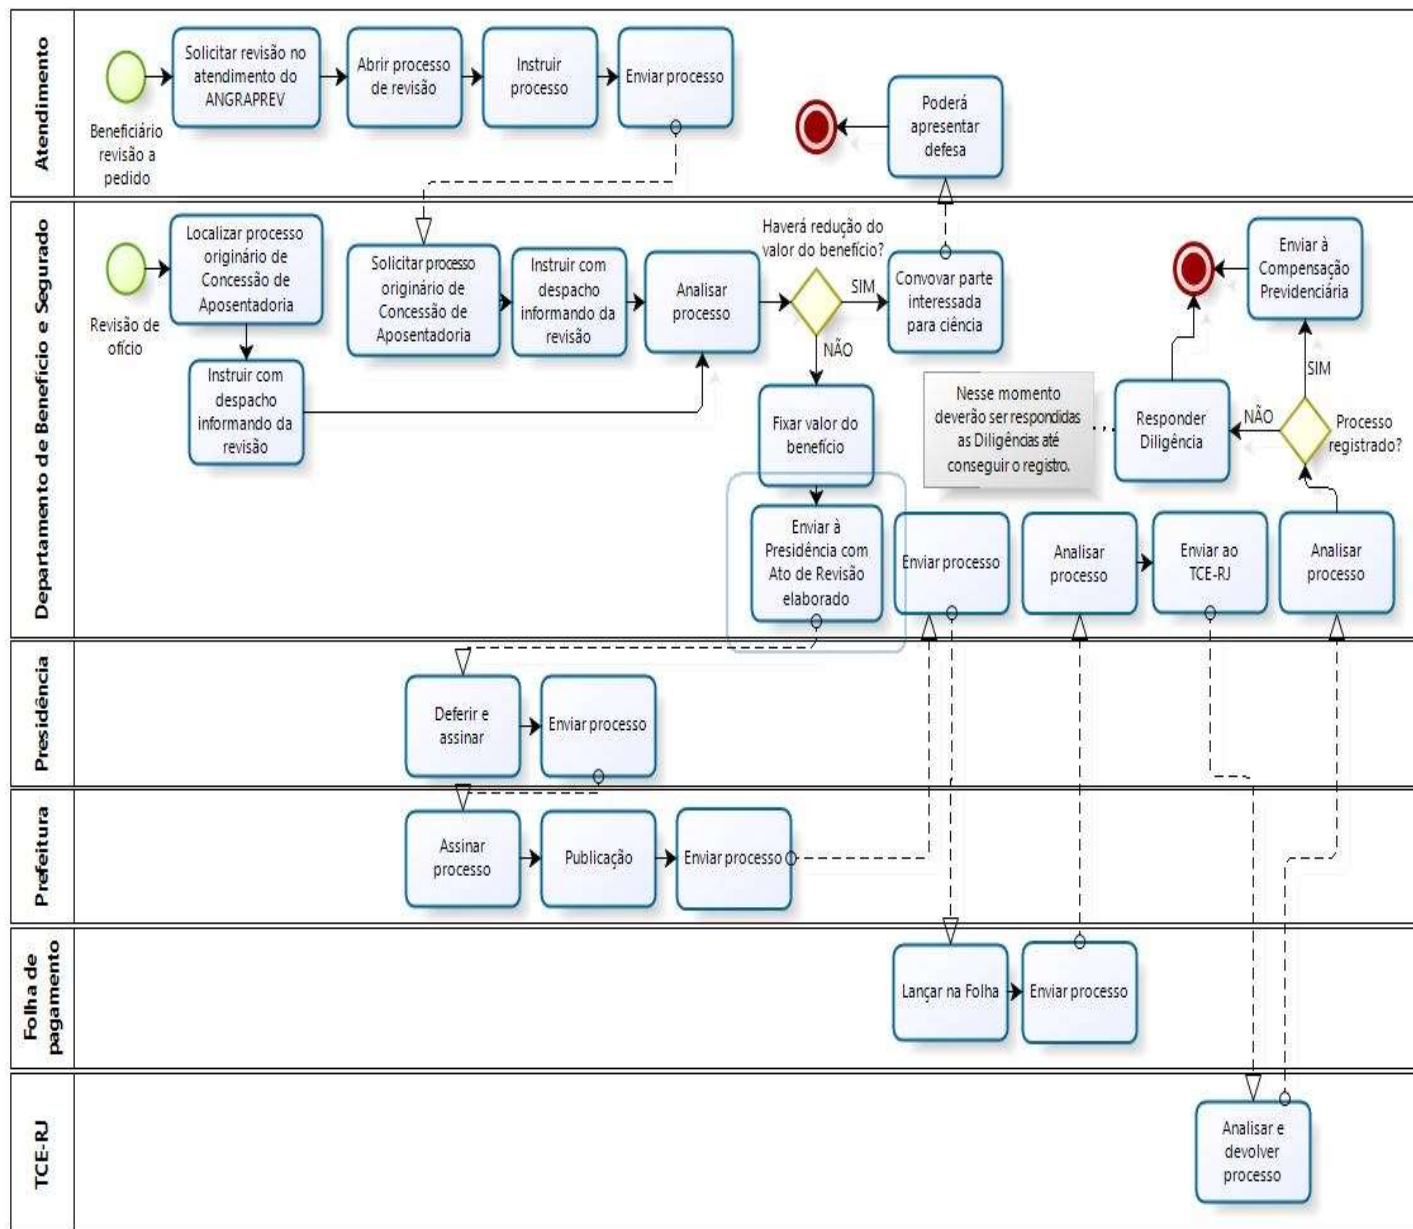 Atendimento
Beneficiário
revisão a
pedido
Solicitar revisão no
atendimento do
ANGRAPREV
Abrir processo
de revisão
Instruir
processo
Enviar processo
Poderá
apresentar
defesa
Departamento de Benefício e Segurado
Revisão de
ofício
Localizar processo
originário de
Concessão de
Aposentadoria
Instruir com
despacho
informando da
revisão
Solicitar processo
originário de
Concessão de
Aposentadoria
Instruir com
despacho
informando da
revisão
Analisar
processo
Haverá redução do
valor do benefício?
SIM
NÃO
Convovar parte
interessada
para ciência
Fixar valor do
benefício
Enviar à
Presidência com
Ato de Revisão
elaborado
Enviar processo
Analisar
processo
Enviar ao
TCE-RJ
Analisar
processo
Processo
registrado?
NÃO
SIM
Responder
Diligência
Nesse momento
deverão ser respondidas
as Diligências até
conseguir o registro.
Enviar à
Compensação
Previdenciária
Presidência
Deferir e
assinar
Enviar processo
Prefeitura
Assinar
processo
Publicação
Enviar processo
Folha de
pagamento
Lançar na Folha
Enviar processo
TCE-RJ
Analisar e
devolver
processo